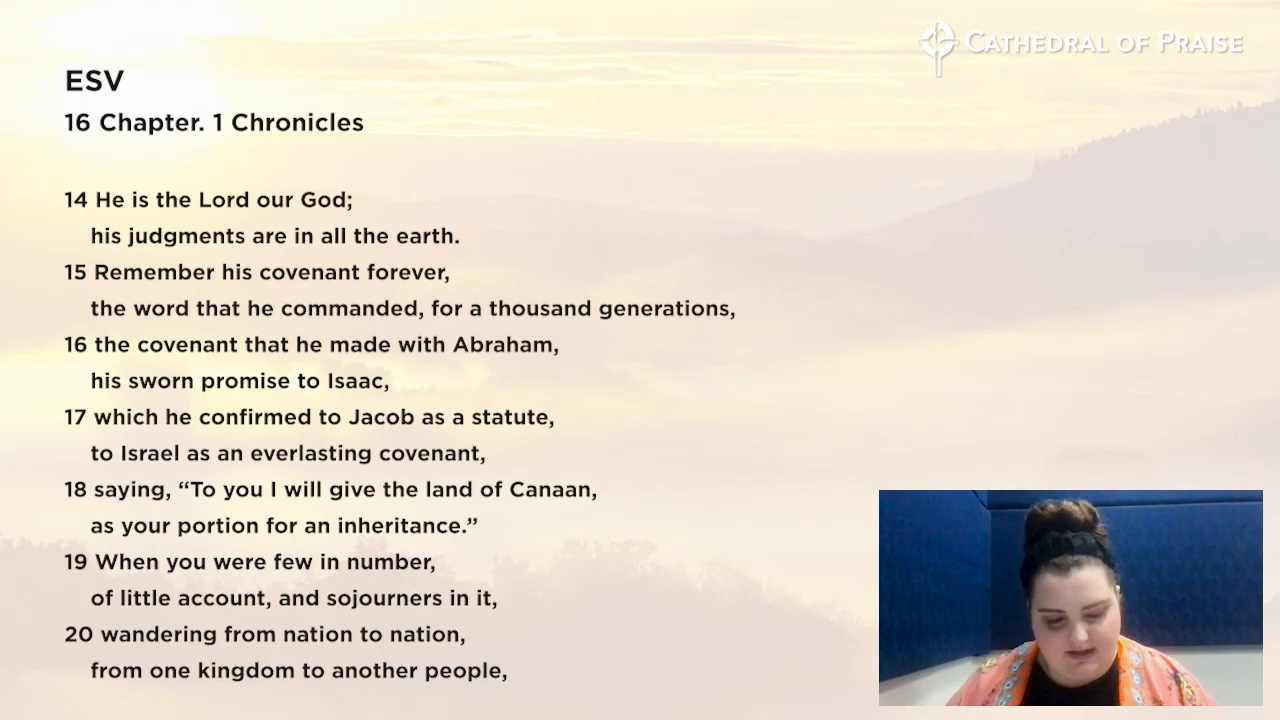 CATHEDRAL OF PRAISE
ESV
16 Chapter. 1 Chronicles
14 He is the Lord our God;
his judgments are in all the earth.
15 Remember his covenant forever,
the word that he commanded, for a thousand generations,
16 the covenant that he made with Abraham,
his sworn promise to Isaac,
17 which he confirmed to Jacob as a statute,
to Israel as an everlasting covenant,
18 saying, “To you I will give the land of Canaan,
as your portion for an inheritance.”
19 When you were few in number,
of little account, and sojourners in it,
20 wandering from nation to nation,
from one kingdom to another people,